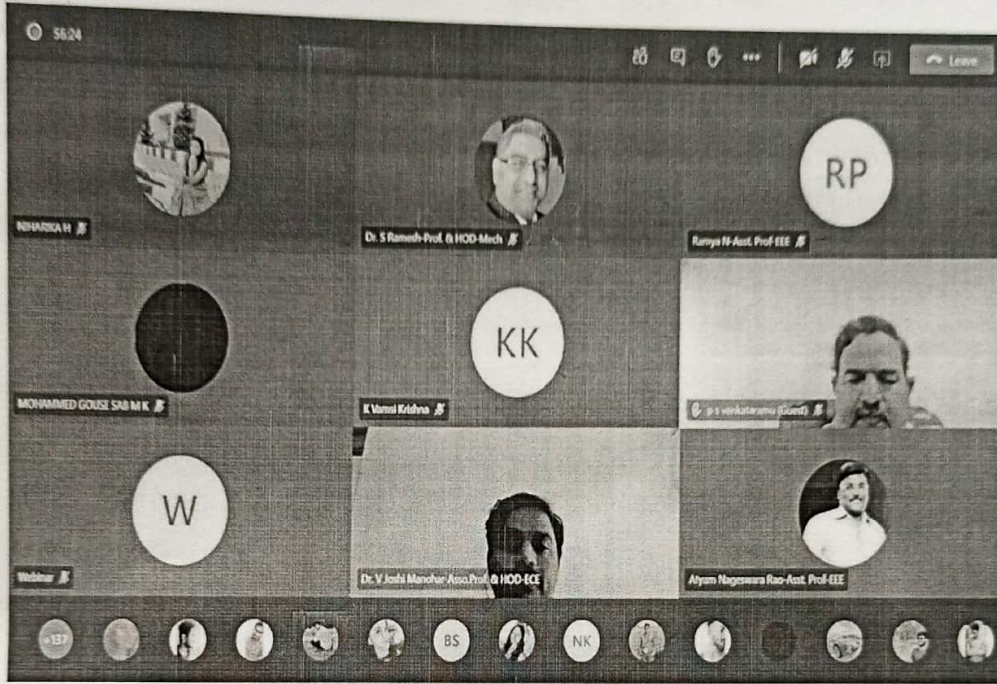 56:24
Leave
RP
NIHARIKA H
Dr. S Ramesh-Prof. & HOD-Mech
Ramya N-Asst. Prof-EEE
KK
MOHAMMED GOUSE SAB M K
K Vamsi Krishna
p s venkataramu (Guest)
W
Webinar
Dr. V Joshi Manohar-Asso.Prof. & HOD-ECE
Atyam Nageswara Rao-Asst. Prof-EEE
+137
BS
NK